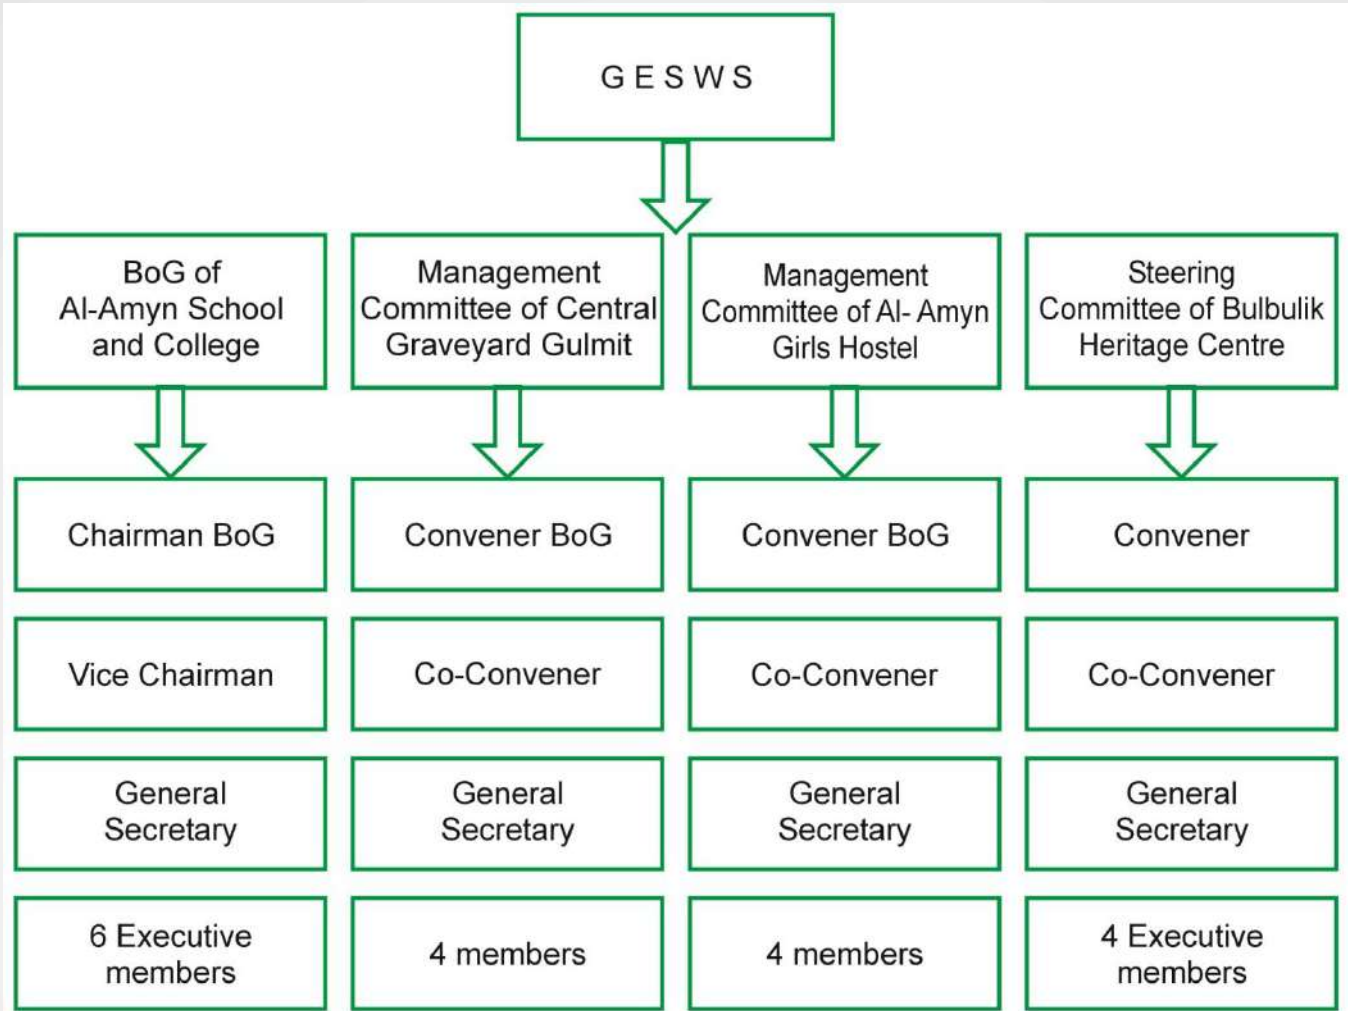 G E S W S
BoG of
Al-Amyn School
and College
Management
Committee of Central
Graveyard Gulmit
Management
Committee of Al- Amyn
Girls Hostel
Steering
Committee of Bulbulik
Heritage Centre
Chairman BoG
Convener BoG
Convener BoG
Convener
Vice Chairman
Co-Convener
Co-Convener
Co-Convener
General
Secretary
General
Secretary
General
Secretary
General
Secretary
6 Executive
members
4 members
4 members
4 Executive
members